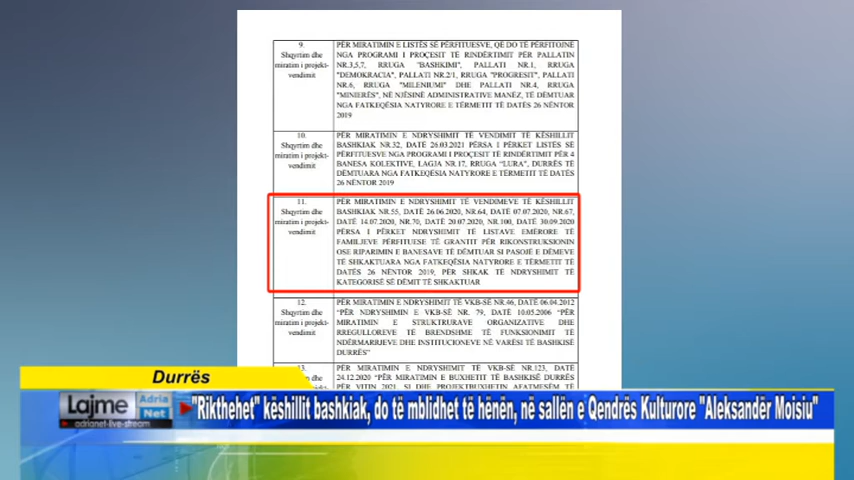 9.
Shqyrtim dhe
miratim i projekt-
vendimit
PËR MIRATIMIN E LISTËS SË PËRFITUESVE, QË DO TË PËRFITOJNË
NGA PROGRAMI I PROÇESIT TË RINDËRTIMIT PËR PALLATIN
NR.3,5,7, RRUGA "BASHKIMI", PALLATI NR.1, RRUGA
"DEMOKRACIA", PALLATI NR.2/1, RRUGA "PROGRESIT", PALLATI
NR.6, RRUGA "MILENIUMI" DHE PALLATI NR.4, RRUGA
"MINIERËS", NË NJËSINË ADMINISTRATIVE MANËZ, TË DËMTUAR
NGA FATKEQËSIA NATYRORE E TËRMETIT TË DATËS 26 NËNTOR
2019
10.
Shqyrtim dhe
miratim i projekt-
vendimit
PËR MIRATIMIN E NDRYSHIMIT TË VENDIMIT TË KËSHILLIT
BASHKIAK NR.32, DATË 26.03.2021 PËRSA I PËRKET LISTËS SË
PËRFITUESVE NGA PROGRAMI I PROÇESIT TË RINDËRTIMIT PËR 4
BANESA KOLEKTIVE, LAGJA NR.17, RRUGA "LURA", DURRËS TË
DËMTUARA NGA FATKEQËSIA NATYRORE E TËRMETIT TË DATËS
26 NËNTOR 2019
11.
Shqyrtim dhe
miratim i projekt-
vendimit
PËR MIRATIMIN E NDRYSHIMIT TË VENDIMEVE TË KËSHILLIT
BASHKIAK NR.55, DATË 26.06.2020, NR.64, DATË 07.07.2020, NR.67,
DATË 14.07.2020, NR.70, DATË 20.07.2020, NR.100, DATË 30.09.2020
PËRSA I PËRKET NDRYSHIMIT TË LISTAVE EMËRORE TË
FAMILJEVE PËRFITUESE TË GRANTIT PËR RIKONSTRUKSIONIN
OSE RIPARIMIN E BANESAVE TË DËMTUAR SI PASOJË E DËMEVE
TË SHKAKTUARA NGA FATKEQËSIA NATYRORE E TËRMETIT TË
DATËS 26 NËNTOR 2019, PËR SHKAK TË NDRYSHIMIT TË
KATEGORISË SË DËMIT TË SHKAKTUAR
12.
Shqyrtim dhe
miratim i projekt-
vendimit
PËR MIRATIMIN E NDRYSHIMIT TË VKB-SË NR.46, DATË 06.04.2012
"PËR NDRYSHIMIN E VKB-SË NR. 79, DATË 10.05.2006 "PËR
MIRATIMIN E STRUKTRURAVE ORGANIZATIVE DHE
RREGULLOREVE TË BRENDSHME TË FUNKSIONIMIT TË
NDËRMARRJEVE DHE INSTITUCIONEVE NË VARËSI TË BASHKISË
DURRËS"
13.
PËR MIRATIMIN E NDRYSHIMIT TË VKB-SË NR.123, DATË
24.12.2020 "PËR MIRATIMIN E BUXHETIT TË BASHKISË DURRËS
PËR VITIN 2021, SI DHE PROJEKTBUXHETIN AFATMESËM TË
Durrës
Lajme
Adria
Net
adrianet-live-stream
"Rikthehet" këshillit bashkiak, do të mblidhet të hënën, në sallën e Qendrës Kulturore "Aleksandër Moisiu"